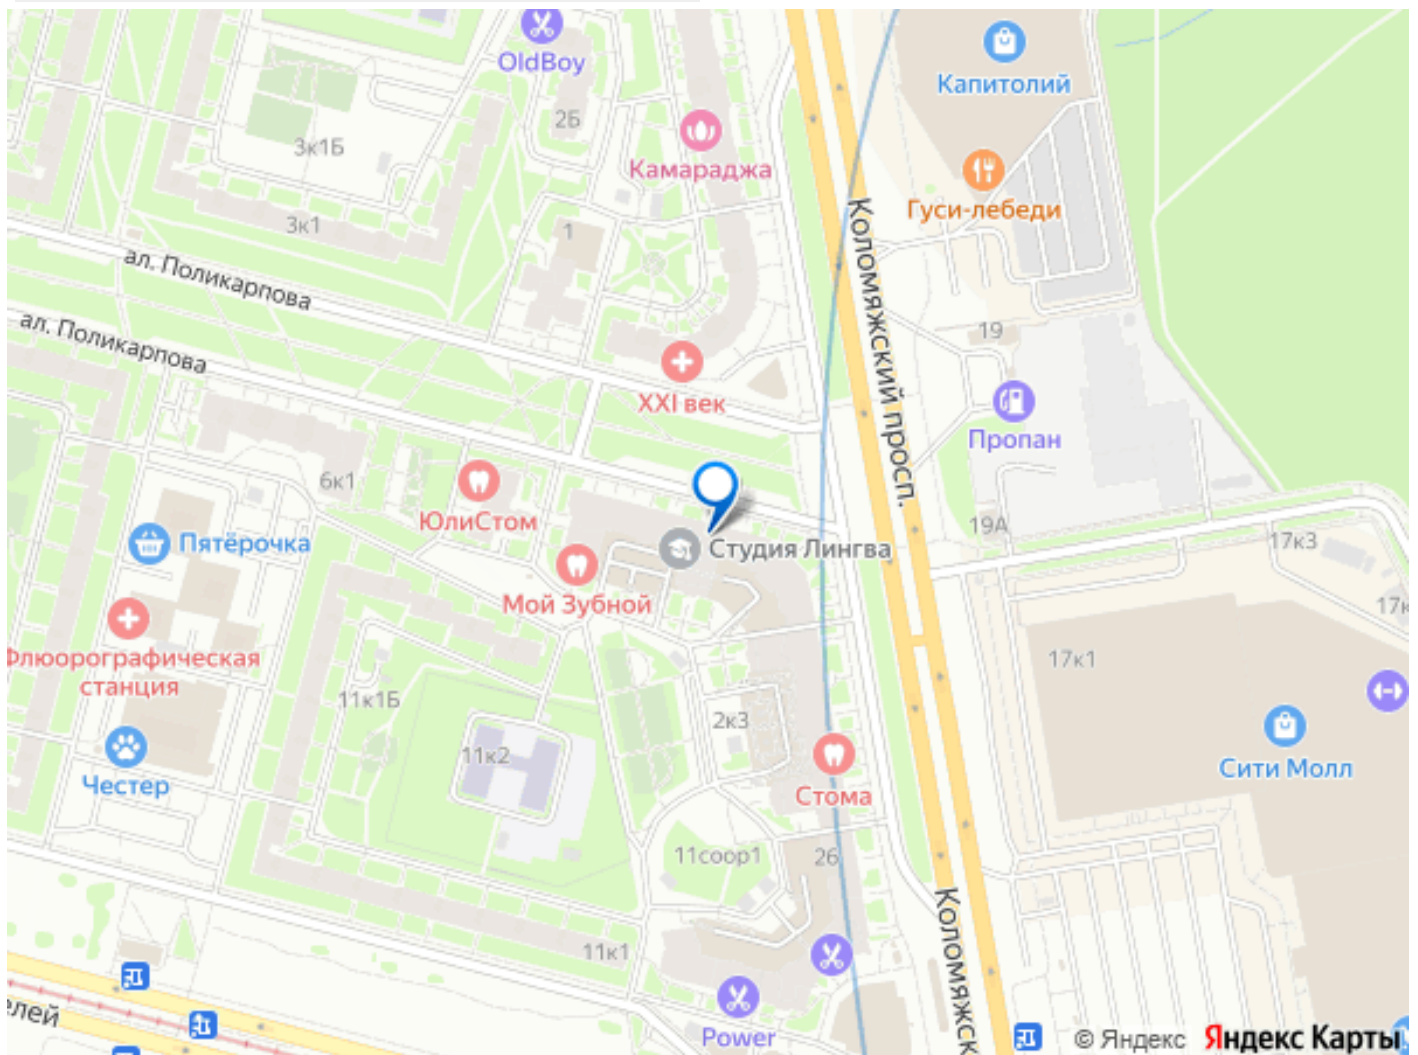 OldBoy
Капитолий
2Б
3к1Б
Камараджа
Гуси-лебеди
3к1
1
Коломяжский просп.
ал. Поликарпова
ал. Поликарпова
19
XXI век
Пропан
6к1
ЮлиСтом
19А
17к3
Пятёрочка
Студия Лингва
Мой Зубной
Флюорографическая
станция
17к1
11к1Б
2к3
11к2
Сити Молл
Честер
Стома
11соор1
26
11к1
Power
© Яндекс
Яндекс Карты